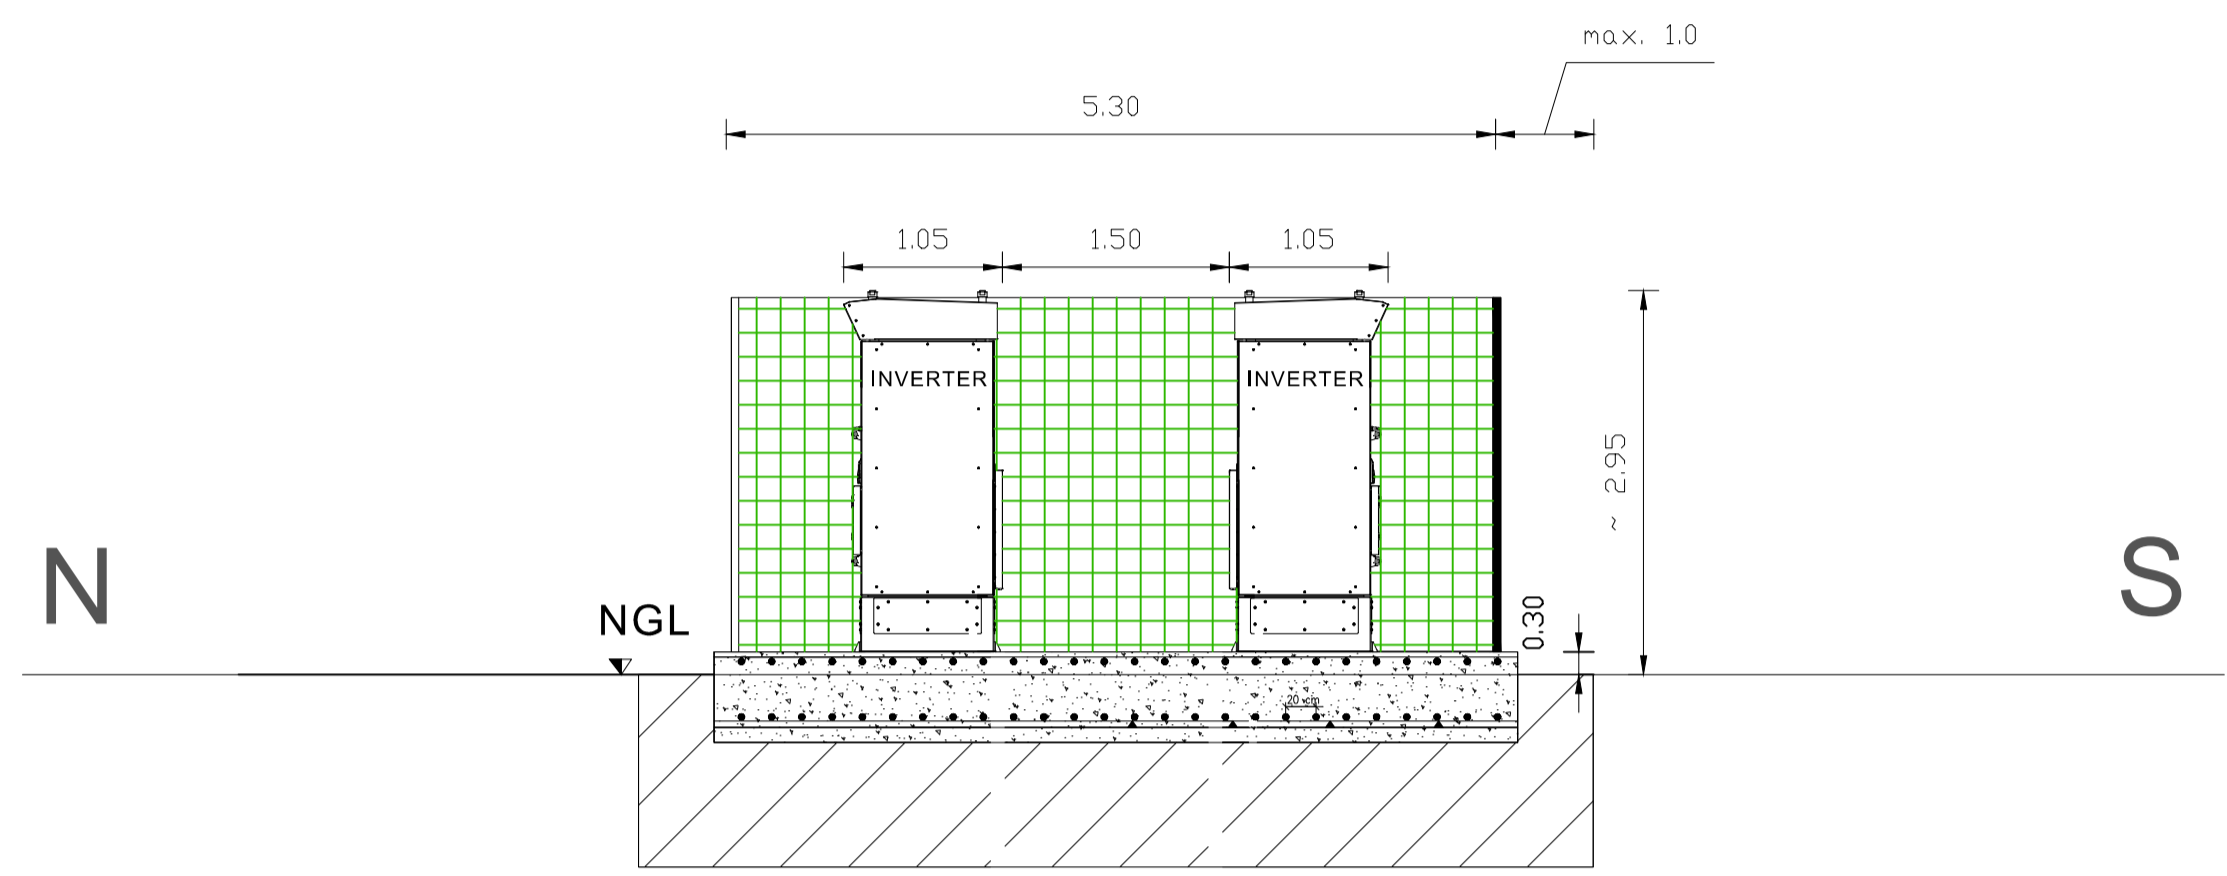 max. 1.0
5.30
1.05 1.50 1.05
INVERTER INVERTER
~ 2.95
N S
NGL
0.30
20 cm